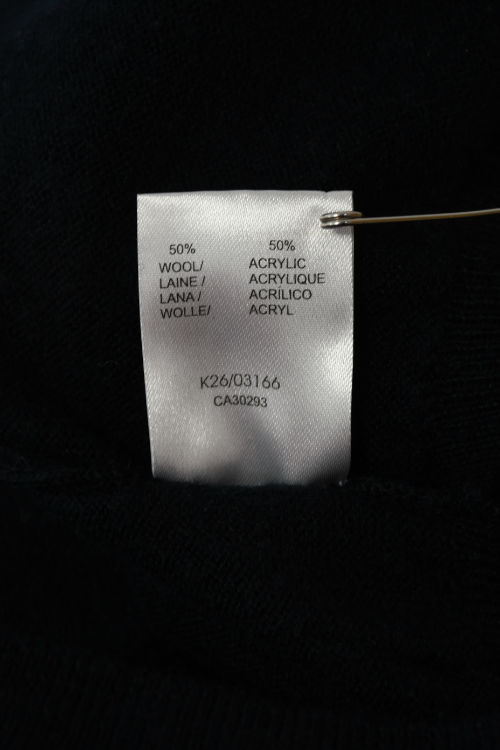 50% 50%
WOOL/ ACRYLIC
LAINE / ACRYLIQUE
LANA / ACRÍLICO
WOLLE/ ACRYL
K26/03166
CA30293